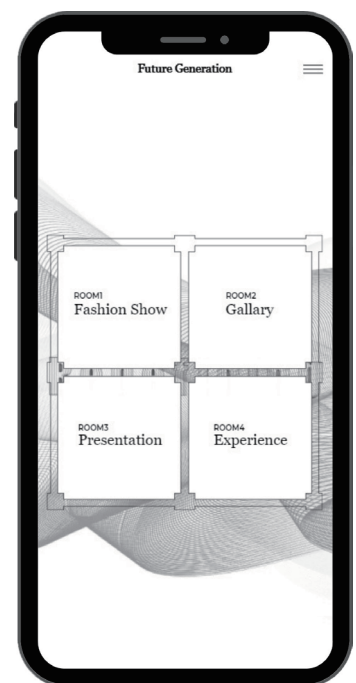 Future Generation
ROOM1
Fashion Show
ROOM2
Gallary
ROOM3
Presentation
ROOM4
Experience